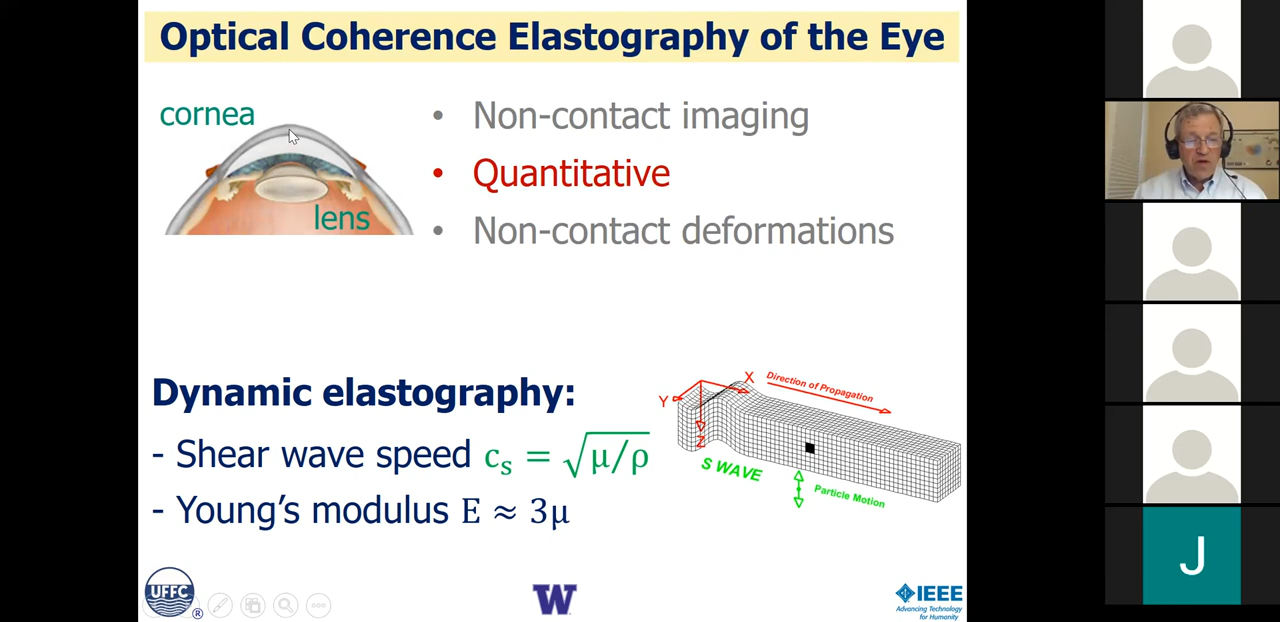 Optical Coherence Elastography of the Eye
cornea
lens
• Non-contact imaging
• Quantitative
• Non-contact deformations
Dynamic elastography:
- Shear wave speed cₛ = √μ/ρ
- Young's modulus E ≈ 3μ
X
Y
Z
Direction of Propagation
S WAVE
Particle Motion
UFFC
®
W
IEEE
Advancing Technology
for Humanity
J